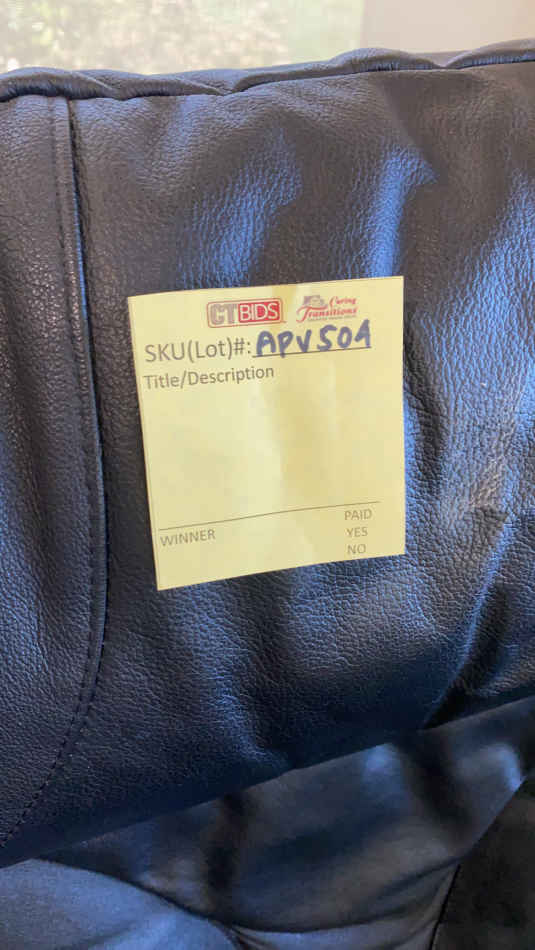 CTBIDS Caring Transitions
SKU(Lot)#: APV504
Title/Description
PAID
WINNER YES
NO